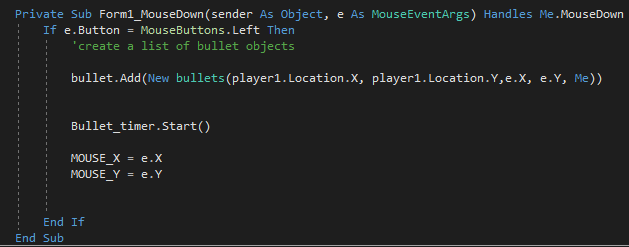 Private Sub Form1_MouseDown(sender As Object, e As MouseEventArgs) Handles Me.MouseDown
If e.Button = MouseButtons.Left Then
'create a list of bullet objects
bullet.Add(New bullets(player1.Location.X, player1.Location.Y,e.X, e.Y, Me))
Bullet_timer.Start()
MOUSE_X = e.X
MOUSE_Y = e.Y
End If
End Sub